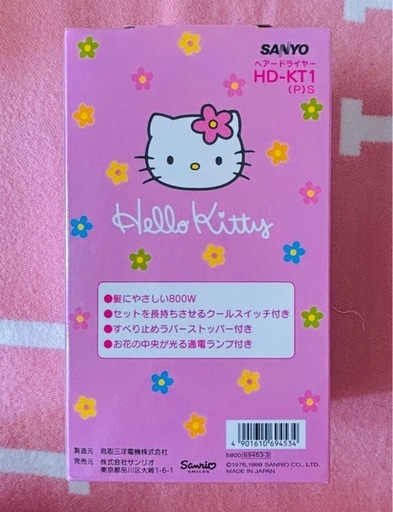 SANYO
ヘアードライヤー
HD-KT1
(P)S
Hello Kitty
●髪にやさしい800W
●セットを長持ちさせるクールスイッチ付き
●すべり止めラバーストッパー付き
●お花の中央が光る通電ランプ付き
4 901610 694534
5800 69453-3
製造元 鳥取三洋電機株式会社
発売元 株式会社サンリオ
東京都品川区大崎1-6-1
Sanrio
SMILES
©1976, 1998 SANRIO CO., LTD.
MADE IN JAPAN